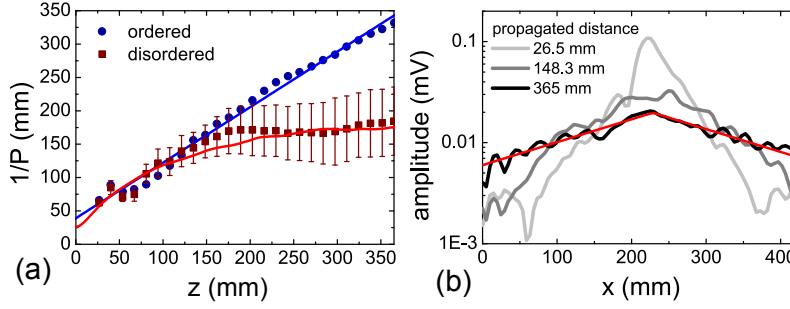 350
300
250
200
150
100
50
0
1/P (mm)
ordered
disordered
0 50 100 150 200 250 300 350
z (mm)
(a)
0.1
0.01
1E-3
amplitude (mV)
propagated distance
26.5 mm
148.3 mm
365 mm
0 100 200 300 400
x (mm)
(b)